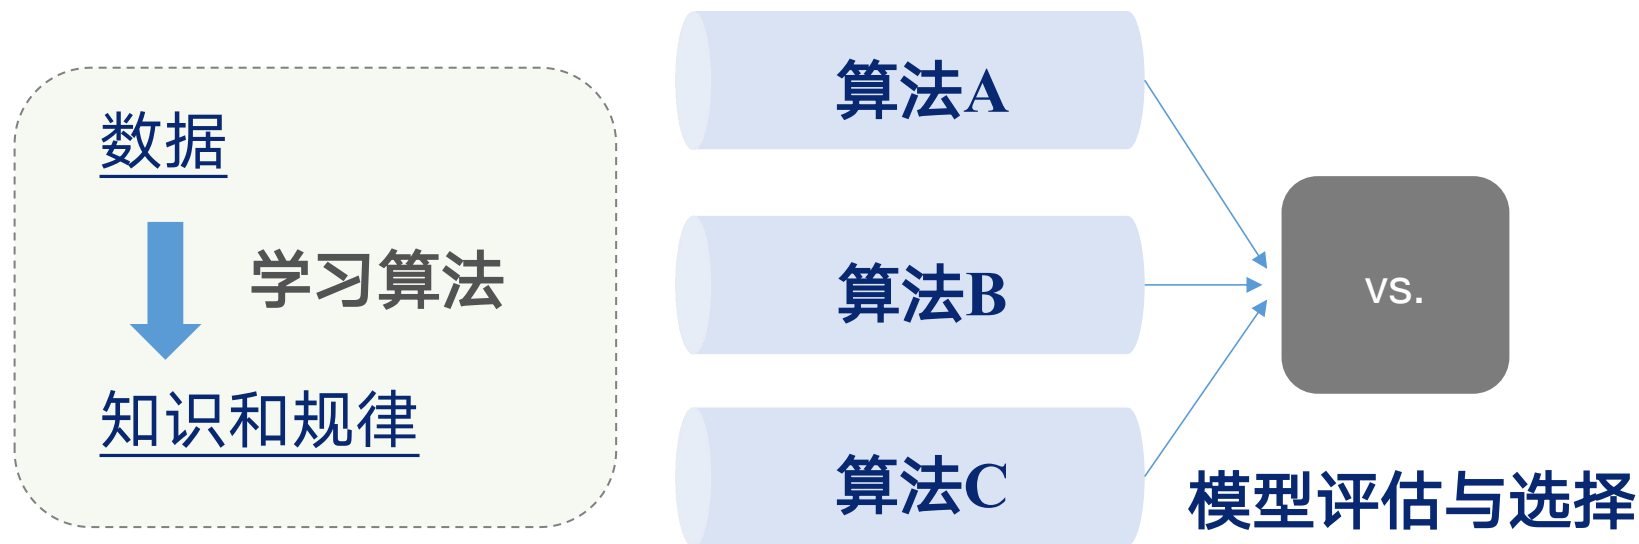 数据
学习算法
知识和规律
算法A
算法B
算法C
vs.
模型评估与选择